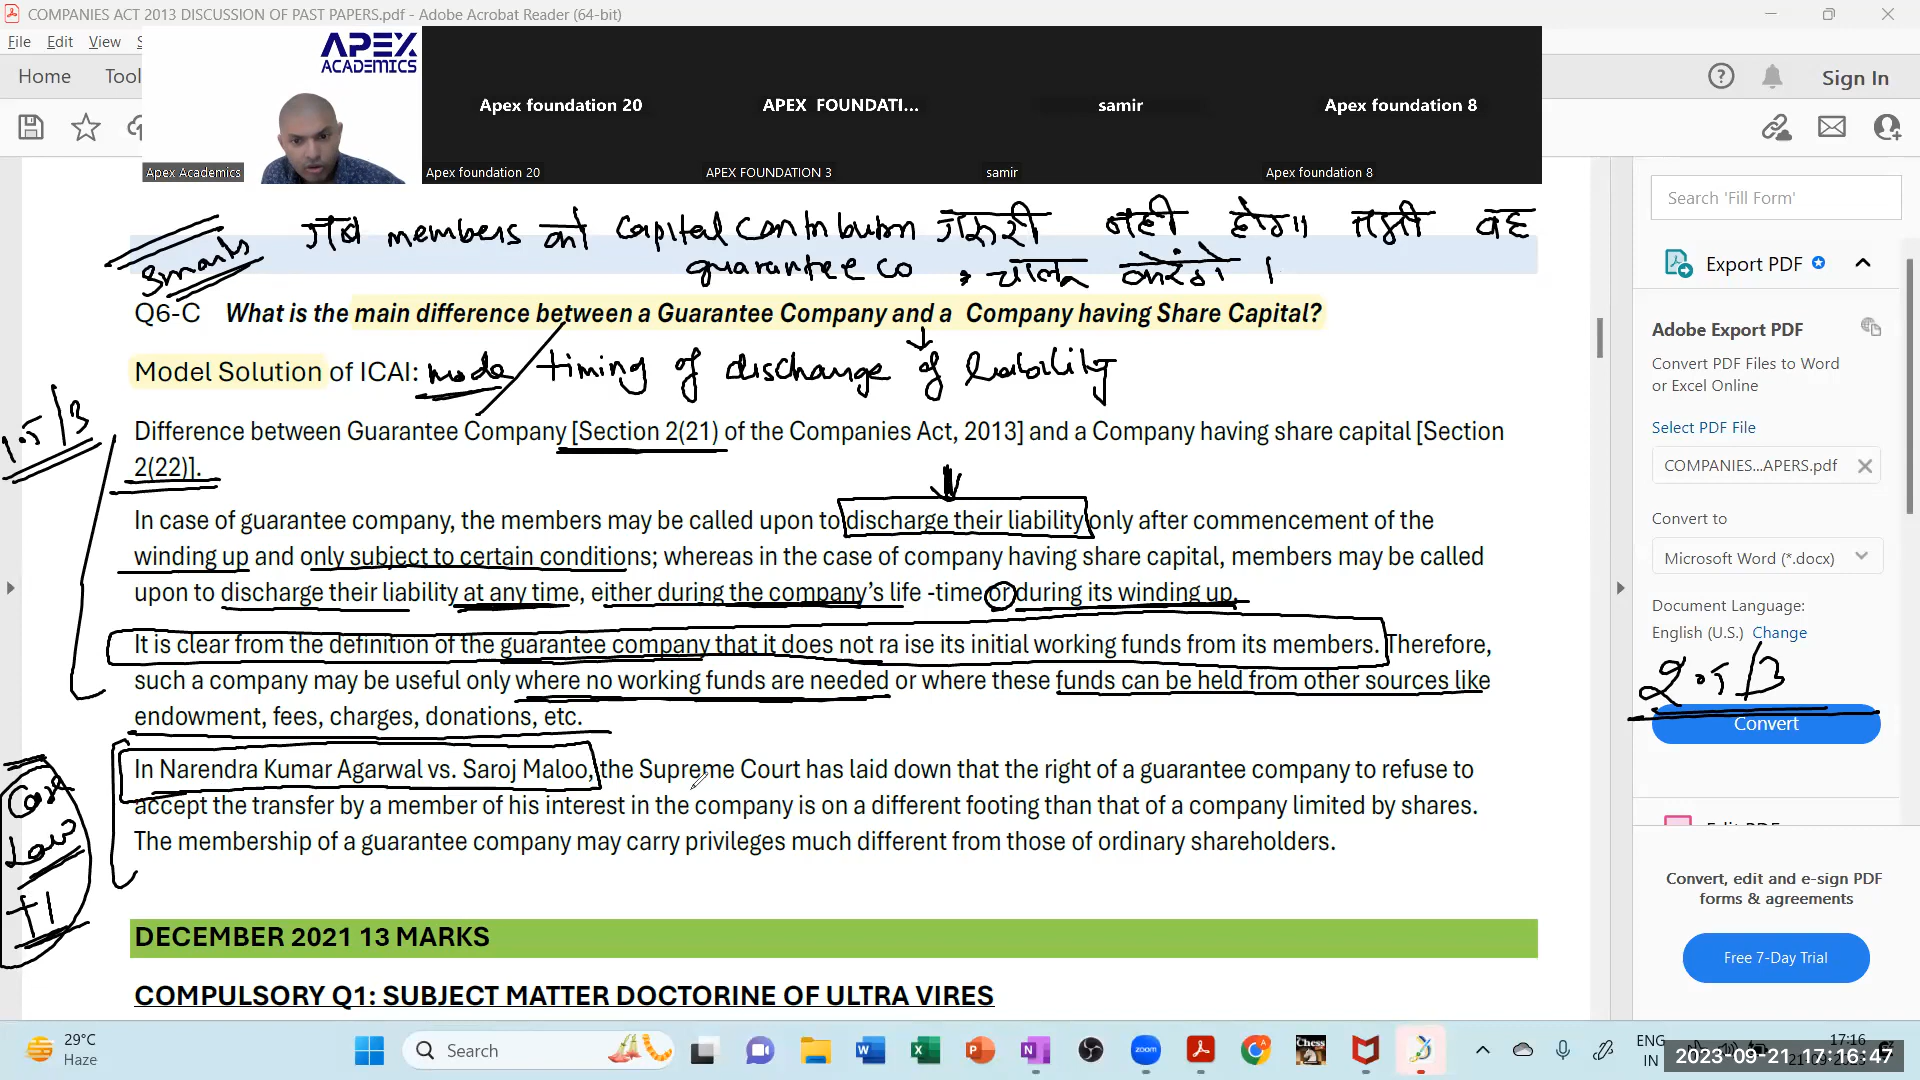 COMPANIES ACT 2013 DISCUSSION OF PAST PAPERS.pdf - Adobe Acrobat Reader (64-bit)
File Edit View S
Home Tool
Sign In
APEX
ACADEMICS
Apex Academics
Apex foundation 20
Apex foundation 20
APEX FOUNDATI...
APEX FOUNDATION 3
samir
samir
Apex foundation 8
Apex foundation 8
members का capital contribution जरूरी नही होगा वह
guarantee co
Q6-C What is the main difference between a Guarantee Company and a Company having Share Capital?
Model Solution of ICAI: mode / timing of discharge of liability
1.5/3
Difference between Guarantee Company [Section 2(21) of the Companies Act, 2013] and a Company having share capital [Section
2(22)].
In case of guarantee company, the members may be called upon to discharge their liability only after commencement of the
winding up and only subject to certain conditions; whereas in the case of company having share capital, members may be called
upon to discharge their liability at any time, either during the company's life -time or during its winding up.
It is clear from the definition of the guarantee company that it does not ra ise its initial working funds from its members. Therefore,
such a company may be useful only where no working funds are needed or where these funds can be held from other sources like
endowment, fees, charges, donations, etc.
Case
Law
+1
In Narendra Kumar Agarwal vs. Saroj Maloo, the Supreme Court has laid down that the right of a guarantee company to refuse to
accept the transfer by a member of his interest in the company is on a different footing than that of a company limited by shares.
The membership of a guarantee company may carry privileges much different from those of ordinary shareholders.
DECEMBER 2021 13 MARKS
COMPULSORY Q1: SUBJECT MATTER DOCTORINE OF ULTRA VIRES
Search 'Fill Form'
Export PDF
Adobe Export PDF
Convert PDF Files to Word
or Excel Online
Select PDF File
COMPANIES...APERS.pdf
Convert to
Microsoft Word (*.docx)
Document Language:
English (U.S.) Change
2.5/3
Convert
Edit PDF
Convert, edit and e-sign PDF
forms & agreements
Free 7-Day Trial
29°C
Haze
Search
zoom
Chess
ENG
IN
17:16
2023-09-21 17:16:47